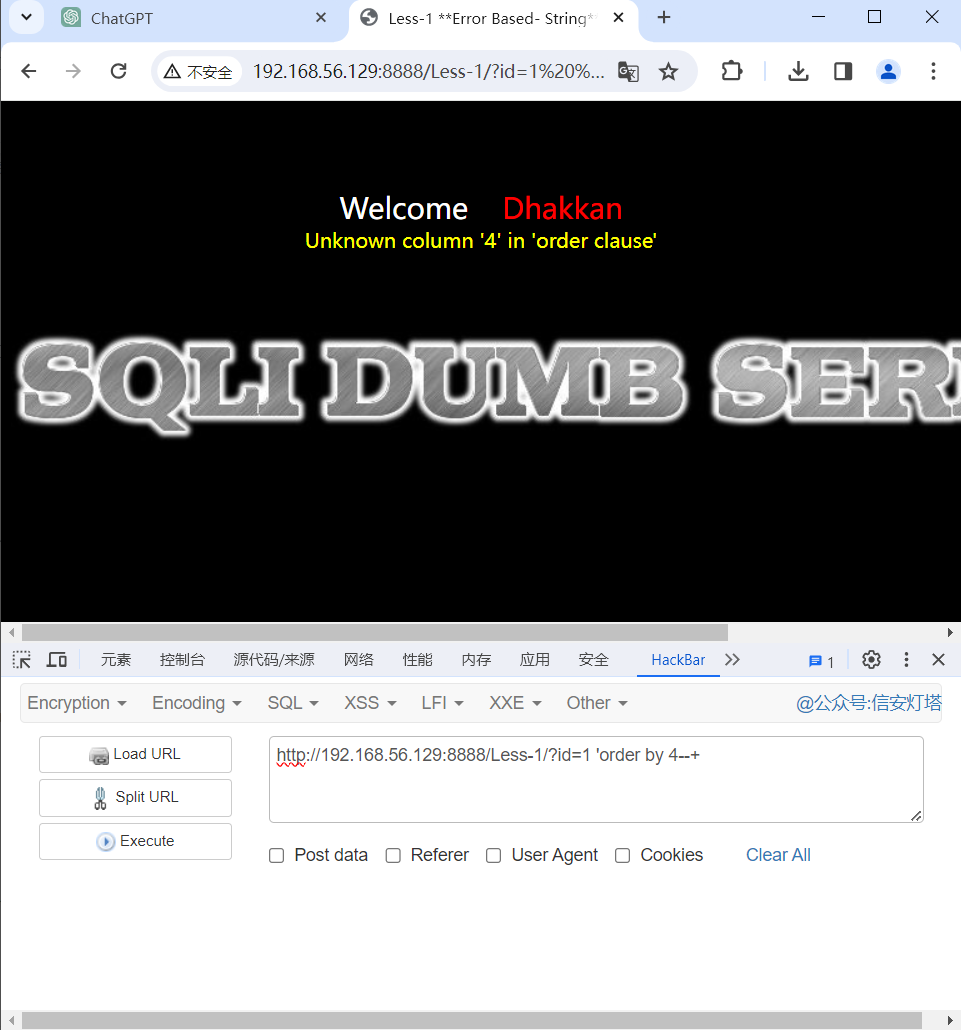 ChatGPT
Less-1 **Error Based- String*
不安全
192.168.56.129:8888/Less-1/?id=1%20%...
Welcome Dhakkan
Unknown column '4' in 'order clause'
SQLI DUMB SERI
元素 控制台 源代码/来源 网络 性能 内存 应用 安全 HackBar 1
Encryption Encoding SQL XSS LFI XXE Other @公众号:信安灯塔
Load URL
http://192.168.56.129:8888/Less-1/?id=1 'order by 4--+
Split URL
Execute
Post data Referer User Agent Cookies Clear All